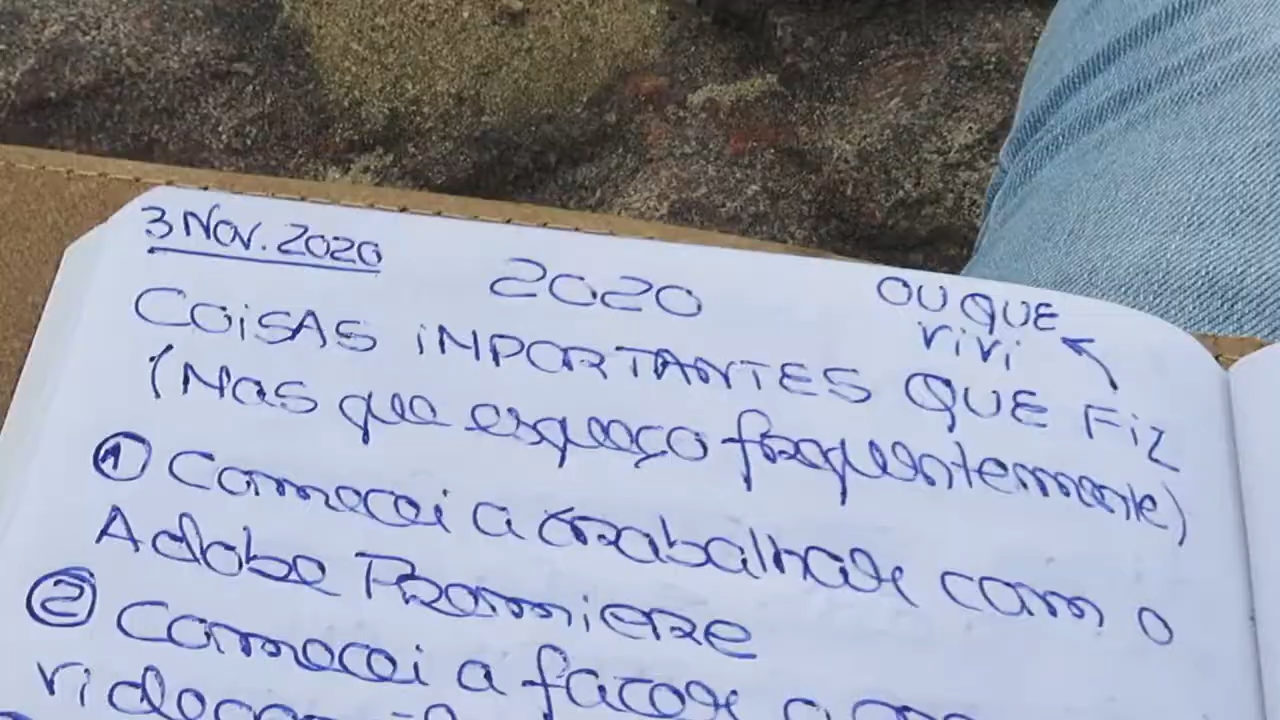 3 Nov. 2020
2020
OU QUE
vivi
COISAS IMPORTANTES QUE FIZ
(Mas que esqueço frequentemente)
① Comecei a trabalhar com o
Adobe Premiere
② Comecei a fazer